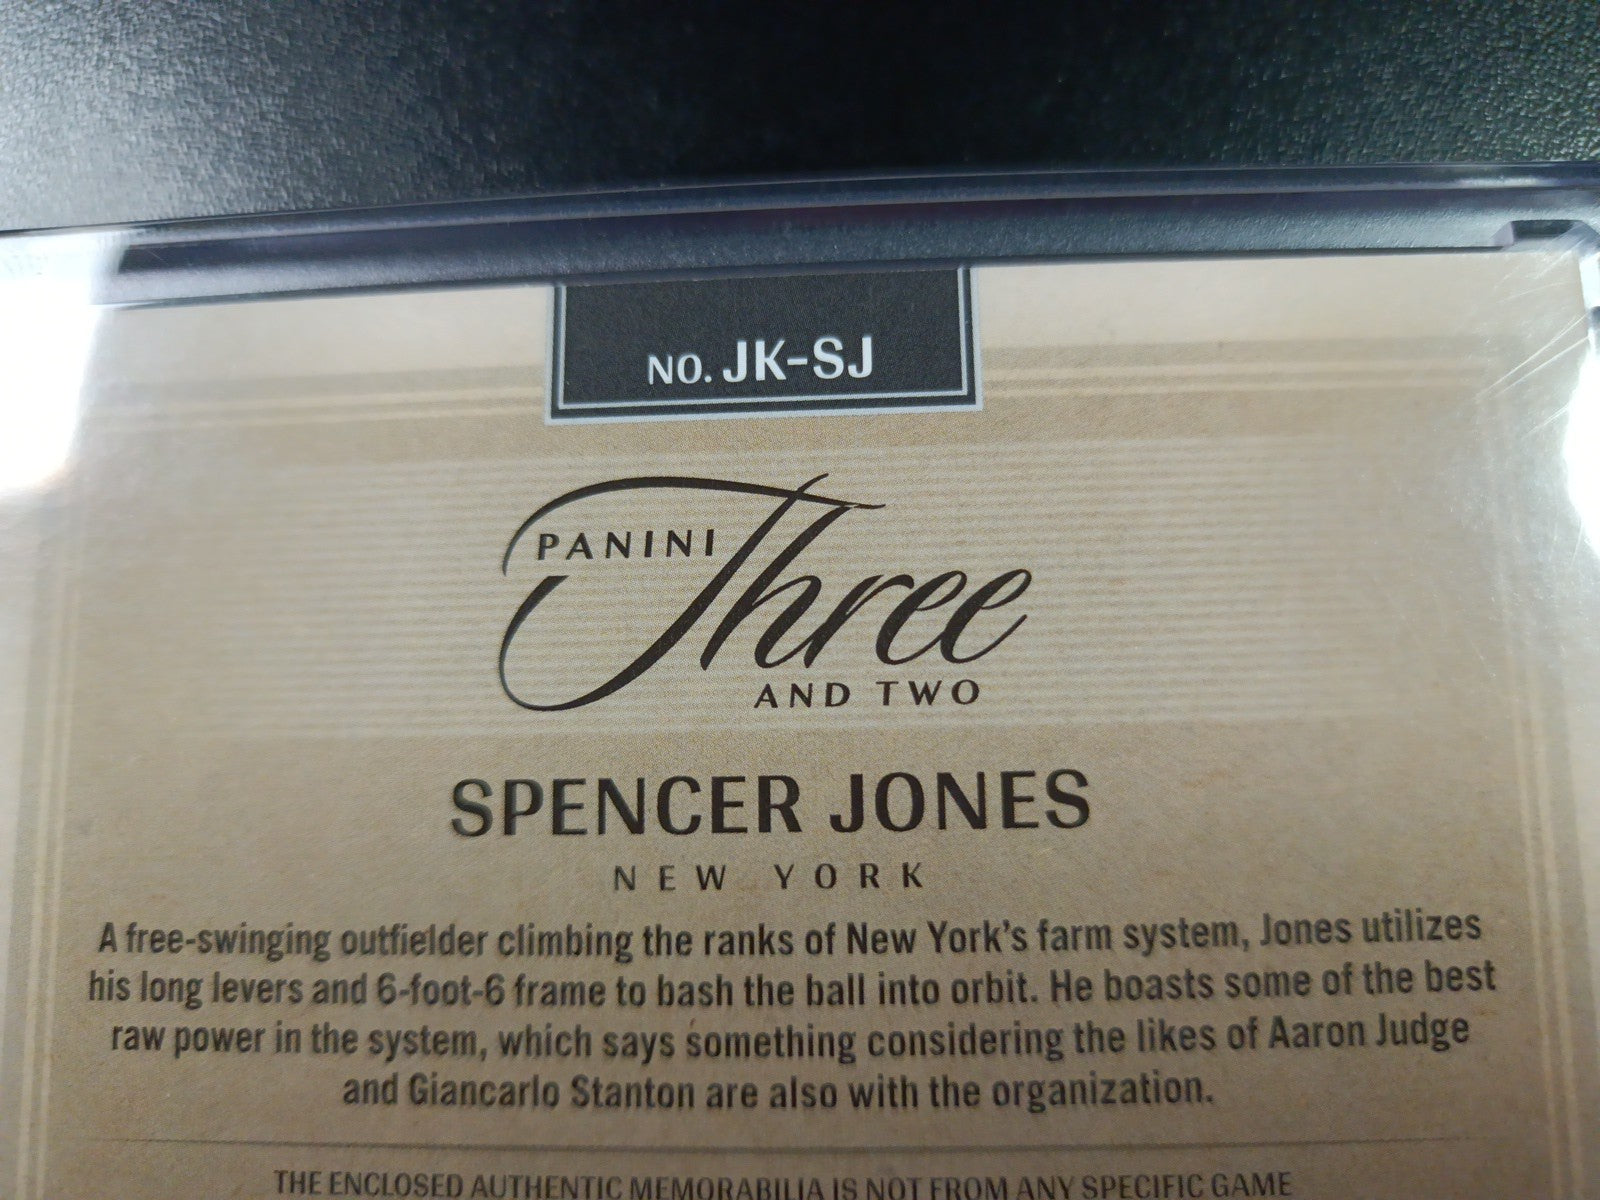 NO. JK-SJ
PANINI
Three
AND TWO
SPENCER JONES
NEW YORK
A free-swinging outfielder climbing the ranks of New York's farm system, Jones utilizes
his long levers and 6-foot-6 frame to bash the ball into orbit. He boasts some of the best
raw power in the system, which says something considering the likes of Aaron Judge
and Giancarlo Stanton are also with the organization.
THE ENCLOSED AUTHENTIC MEMORABILIA IS NOT FROM ANY SPECIFIC GAME